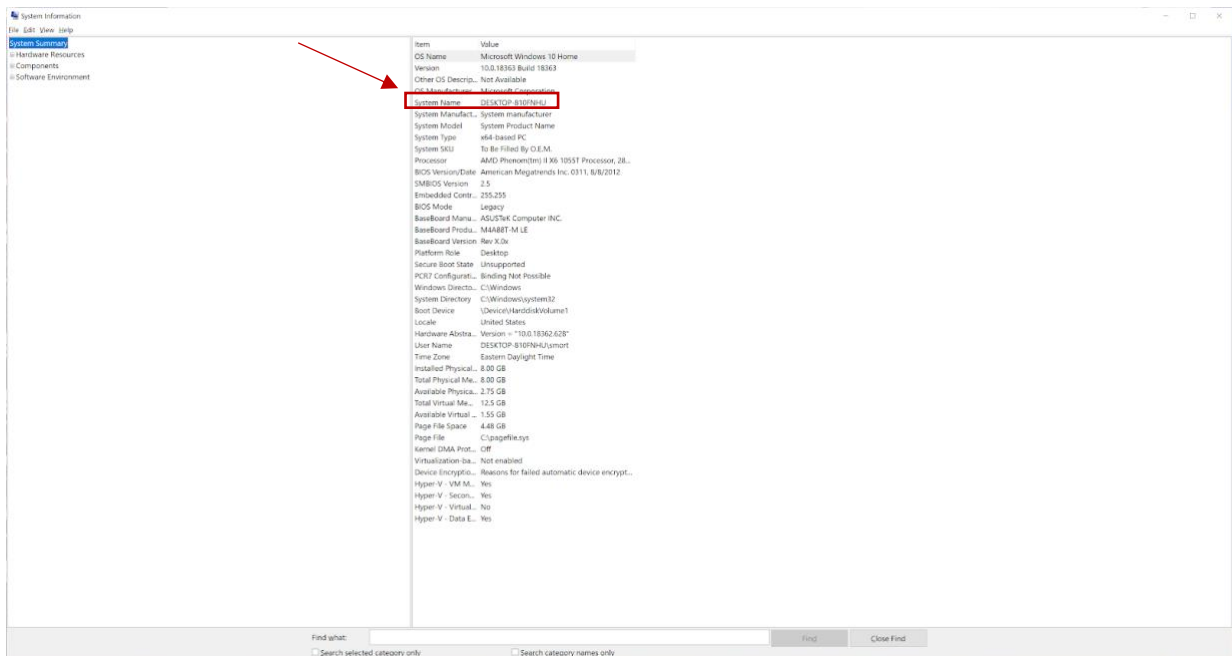 System Information
File Edit View Help
System Summary
Hardware Resources
Components
Software Environment
Item Value
OS Name Microsoft Windows 10 Home
Version 10.0.18363 Build 18363
Other OS Descrip... Not Available
OS Manufacturer Microsoft Corporation
System Name DESKTOP-810FNHU
System Manufact... System manufacturer
System Model System Product Name
System Type x64-based PC
System SKU To Be Filled By O.E.M.
Processor AMD Phenom(tm) II X6 1055T Processor, 28...
BIOS Version/Date American Megatrends Inc. 0311, 8/8/2012
SMBIOS Version 2.5
Embedded Contr... 255.255
BIOS Mode Legacy
BaseBoard Manu... ASUSTeK Computer INC.
BaseBoard Produ... M4A88T-M LE
BaseBoard Version Rev X.0x
Platform Role Desktop
Secure Boot State Unsupported
PCR7 Configurati... Binding Not Possible
Windows Directo... C:\Windows
System Directory C:\Windows\system32
Boot Device \Device\HarddiskVolume1
Locale United States
Hardware Abstra... Version = "10.0.18362.628"
User Name DESKTOP-810FNHU\smort
Time Zone Eastern Daylight Time
Installed Physical... 8.00 GB
Total Physical Me... 8.00 GB
Available Physica... 2.75 GB
Total Virtual Me... 12.5 GB
Available Virtual ... 1.55 GB
Page File Space 4.48 GB
Page File C:\pagefile.sys
Kernel DMA Prot... Off
Virtualization-ba... Not enabled
Device Encryptio... Reasons for failed automatic device encrypt...
Hyper-V - VM M... Yes
Hyper-V - Secon... Yes
Hyper-V - Virtual... No
Hyper-V - Data E... Yes
Find what: Find Close Find
Search selected category only Search category names only